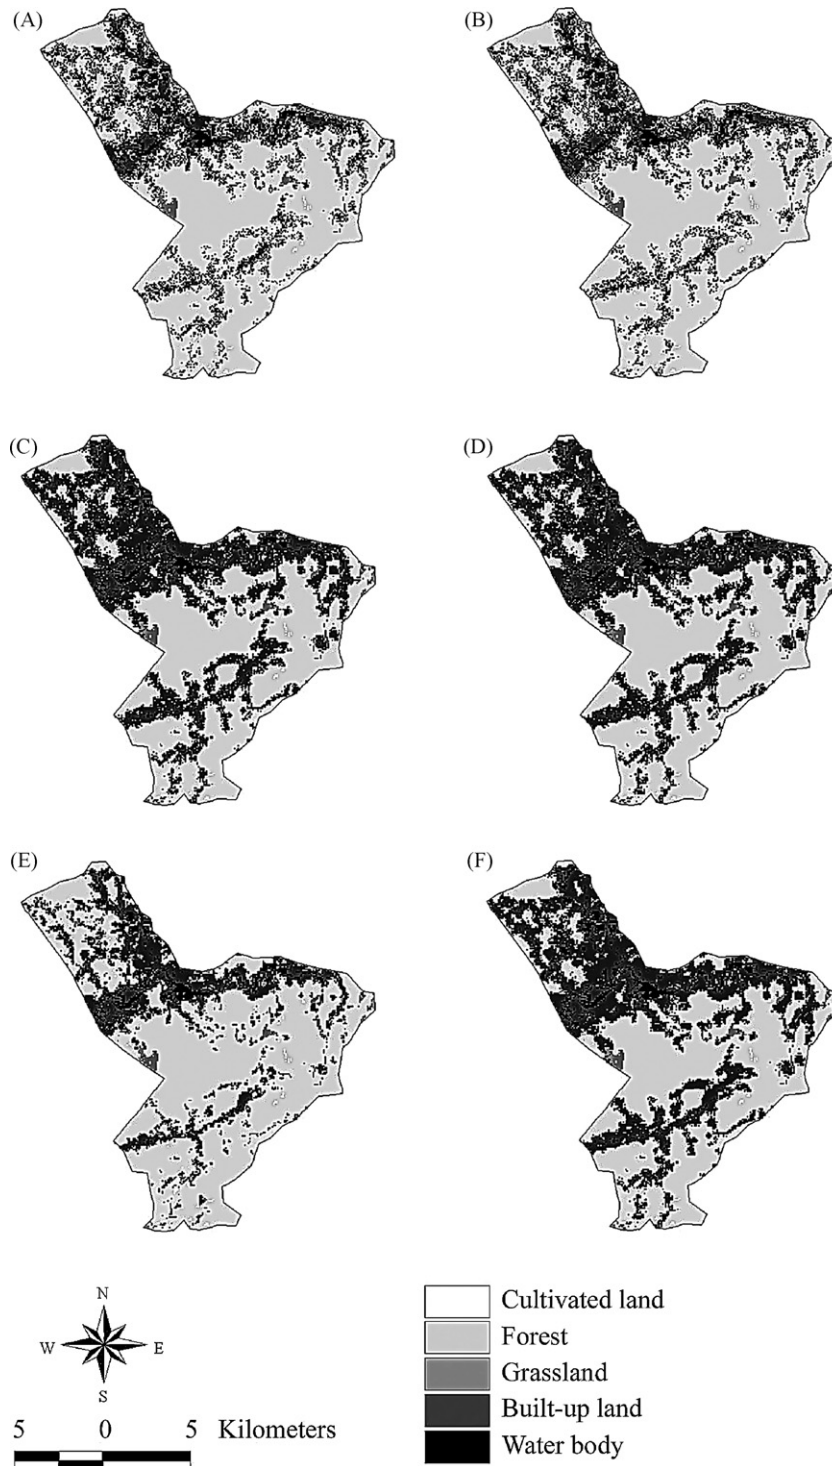 (A)
(B)
(C)
(D)
(E)
(F)
N
W E
S
5 0 5 Kilometers
Cultivated land
Forest
Grassland
Built-up land
Water body